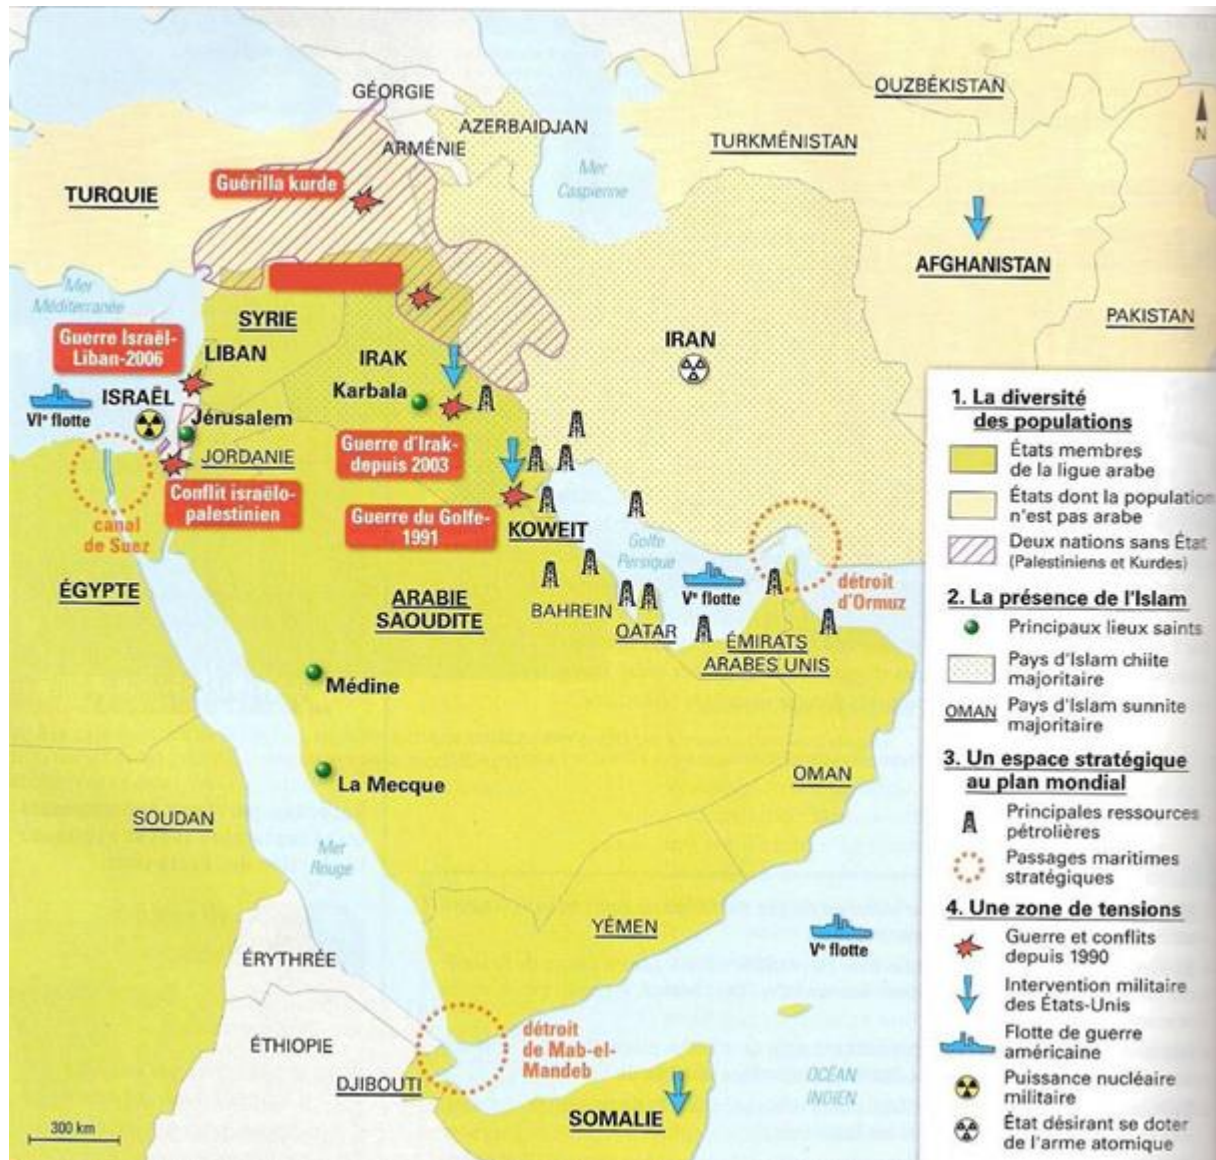 GÉORGIE
OUZBÉKISTAN
AZERBAIDJAN
ARMÉNIE
TURKMÉNISTAN
N
Mer
Caspienne
Guérilla kurde
TURQUIE
AFGHANISTAN
Mer
Méditerranée
SYRIE
PAKISTAN
Guerre Israël-
Liban-2006
LIBAN
IRAK
IRAN
Karbala
ISRAËL
VIe flotte
Jérusalem
JORDANIE
Guerre d'Irak-
depuis 2003
Conflit israëlo-
palestinien
Guerre du Golfe-
1991
KOWEIT
canal
de Suez
Golfe
Persique
détroit
d'Ormuz
ÉGYPTE
ARABIE
SAOUDITE
BAHREIN
QATAR
Ve flotte
ÉMIRATS
ARABES UNIS
Médine
La Mecque
OMAN
SOUDAN
Mer
Rouge
YÉMEN
Ve flotte
ÉRYTHRÉE
ÉTHIOPIE
détroit
de Mab-el-
Mandeb
DJIBOUTI
OCÉAN
INDIEN
SOMALIE
300 km
1. La diversité
des populations
États membres
de la ligue arabe
États dont la population
n'est pas arabe
Deux nations sans État
(Palestiniens et Kurdes)
2. La présence de l'Islam
Principaux lieux saints
Pays d'Islam chiite
majoritaire
OMAN
Pays d'Islam sunnite
majoritaire
3. Un espace stratégique
au plan mondial
Principales ressources
pétrolières
Passages maritimes
stratégiques
4. Une zone de tensions
Guerre et conflits
depuis 1990
Intervention militaire
des États-Unis
Flotte de guerre
américaine
Puissance nucléaire
militaire
État désirant se doter
de l'arme atomique